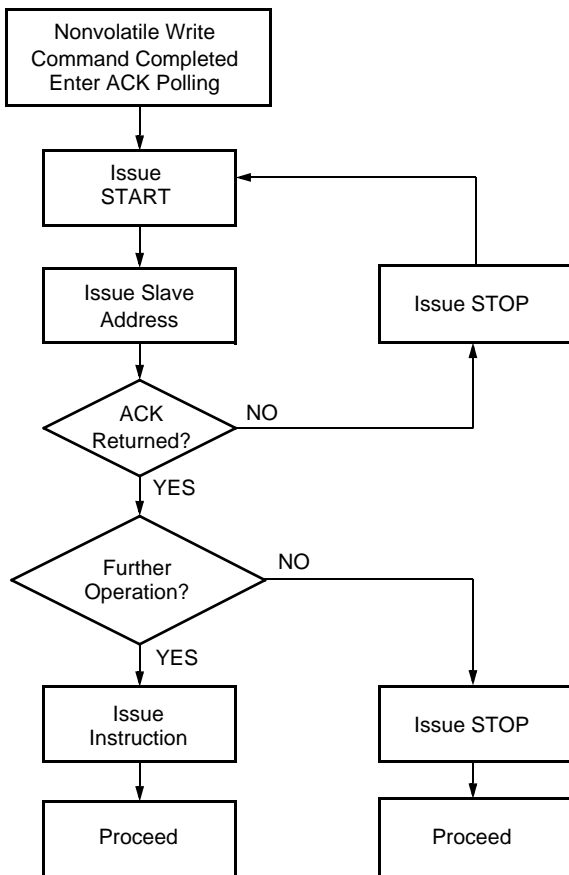 Nonvolatile Write
Command Completed
Enter ACK Polling
Issue
START
Issue Slave
Address
Issue STOP
ACK
Returned?
NO
YES
Further
Operation?
NO
YES
Issue
Instruction
Issue STOP
Proceed
Proceed